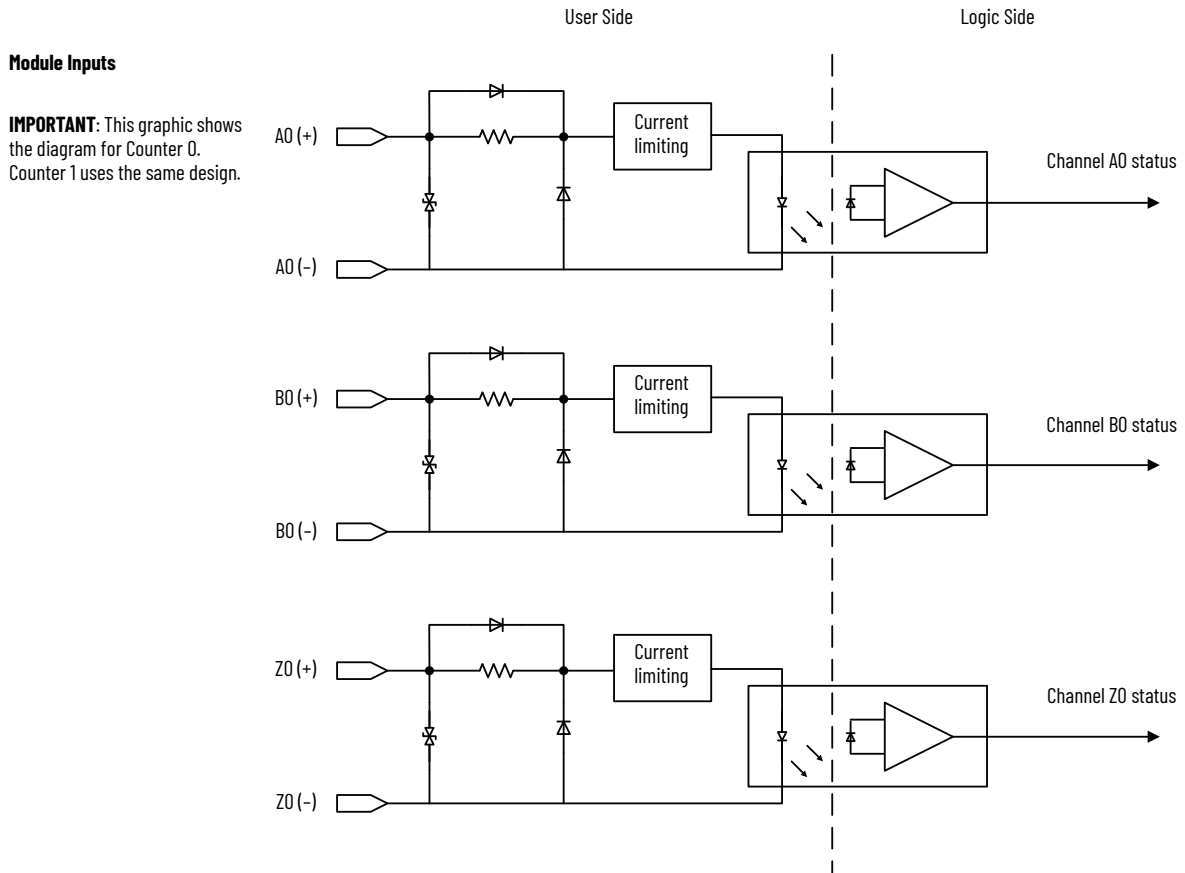 User Side
Logic Side
Module Inputs
IMPORTANT: This graphic shows
the diagram for Counter 0.
Counter 1 uses the same design.
A0 (+)
Current
limiting
Channel A0 status
A0 (–)
B0 (+)
Current
limiting
Channel B0 status
B0 (–)
Z0 (+)
Current
limiting
Channel Z0 status
Z0 (–)